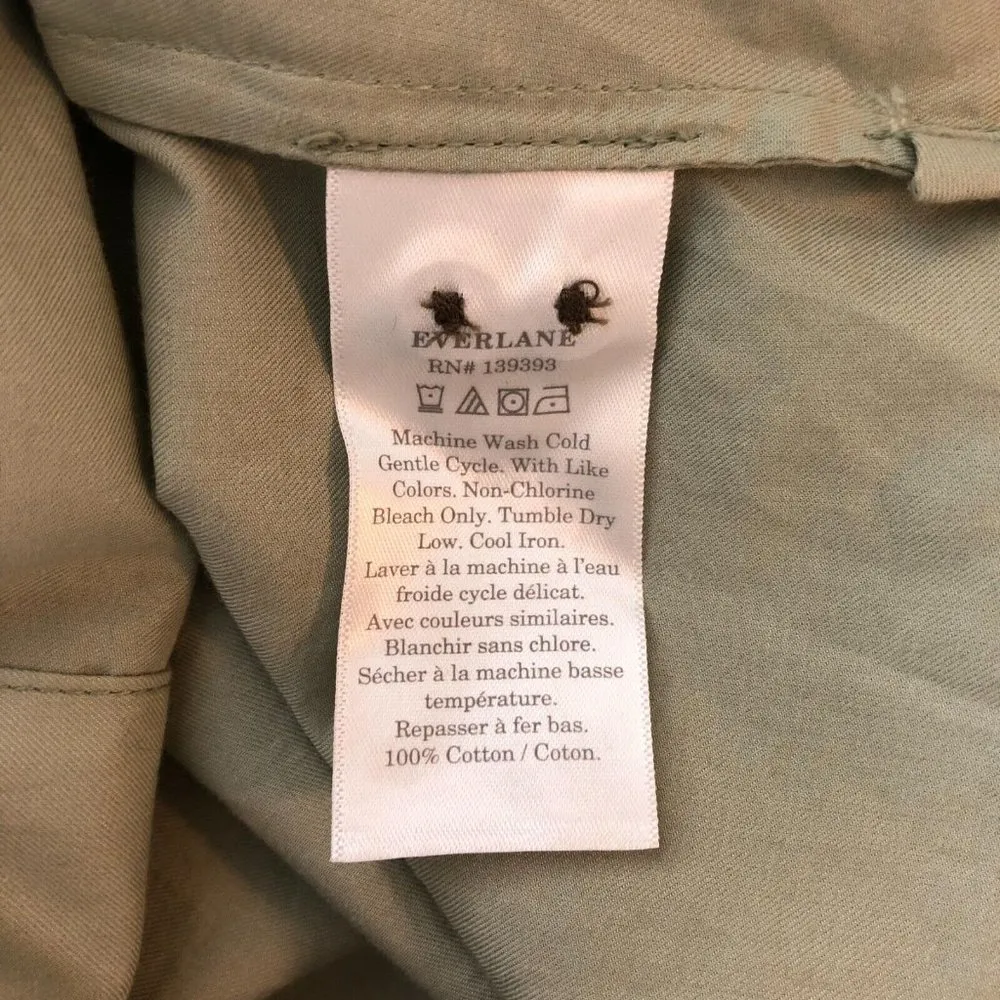 EVERLANE
RN# 139393
Machine Wash Cold
Gentle Cycle. With Like
Colors. Non-Chlorine
Bleach Only. Tumble Dry
Low. Cool Iron.
Laver à la machine à l'eau
froide cycle délicat.
Avec couleurs similaires.
Blanchir sans chlore.
Sécher à la machine basse
température.
Repasser à fer bas.
100% Cotton / Coton.